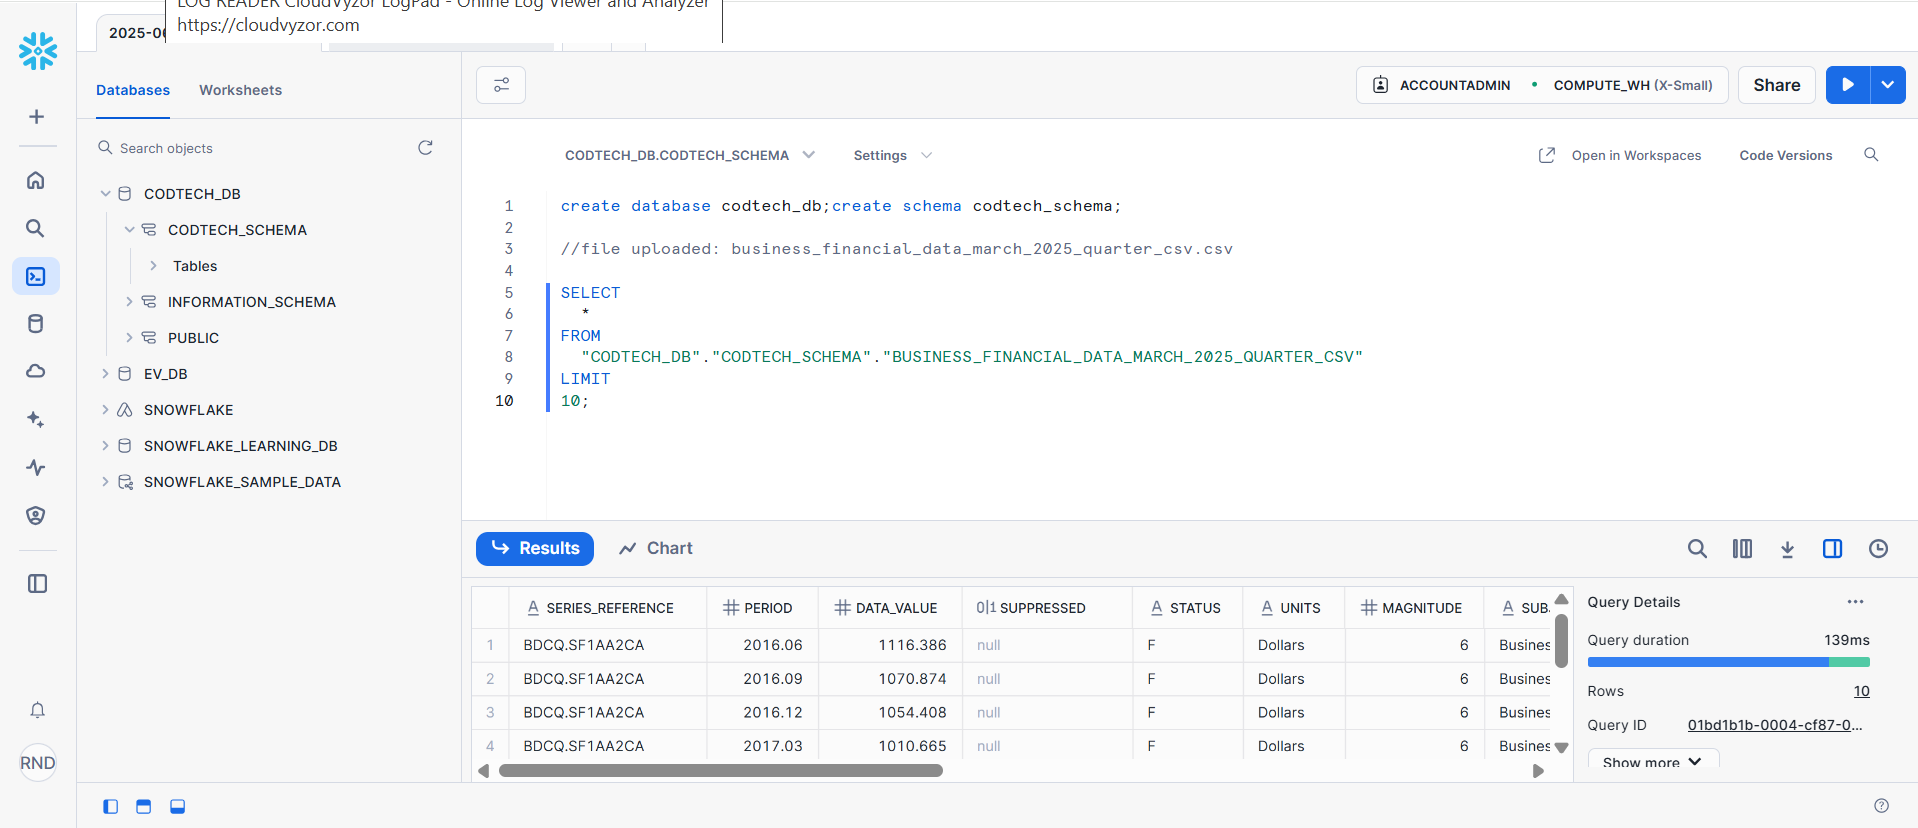 LOG READER CloudVyzor LogPad - Online Log Viewer and Analyzer
https://cloudvyzor.com
2025-06
Databases Worksheets
ACCOUNTADMIN • COMPUTE_WH (X-Small) Share
Search objects
CODTECH_DB
CODTECH_SCHEMA
Tables
INFORMATION_SCHEMA
PUBLIC
EV_DB
SNOWFLAKE
SNOWFLAKE_LEARNING_DB
SNOWFLAKE_SAMPLE_DATA
RND
CODTECH_DB.CODTECH_SCHEMA Settings Open in Workspaces Code Versions
1 create database codtech_db;create schema codtech_schema;
2
3 //file uploaded: business_financial_data_march_2025_quarter_csv.csv
4
5 SELECT
6 *
7 FROM
8 "CODTECH_DB"."CODTECH_SCHEMA"."BUSINESS_FINANCIAL_DATA_MARCH_2025_QUARTER_CSV"
9 LIMIT
10 10;
Results Chart
A SERIES_REFERENCE # PERIOD # DATA_VALUE 0|1 SUPPRESSED A STATUS A UNITS # MAGNITUDE A SUB
1 BDCQ.SF1AA2CA 2016.06 1116.386 null F Dollars 6 Busines
2 BDCQ.SF1AA2CA 2016.09 1070.874 null F Dollars 6 Busines
3 BDCQ.SF1AA2CA 2016.12 1054.408 null F Dollars 6 Busines
4 BDCQ.SF1AA2CA 2017.03 1010.665 null F Dollars 6 Busines
Query Details ...
Query duration 139ms
Rows 10
Query ID 01bd1b1b-0004-cf87-0...
Show more